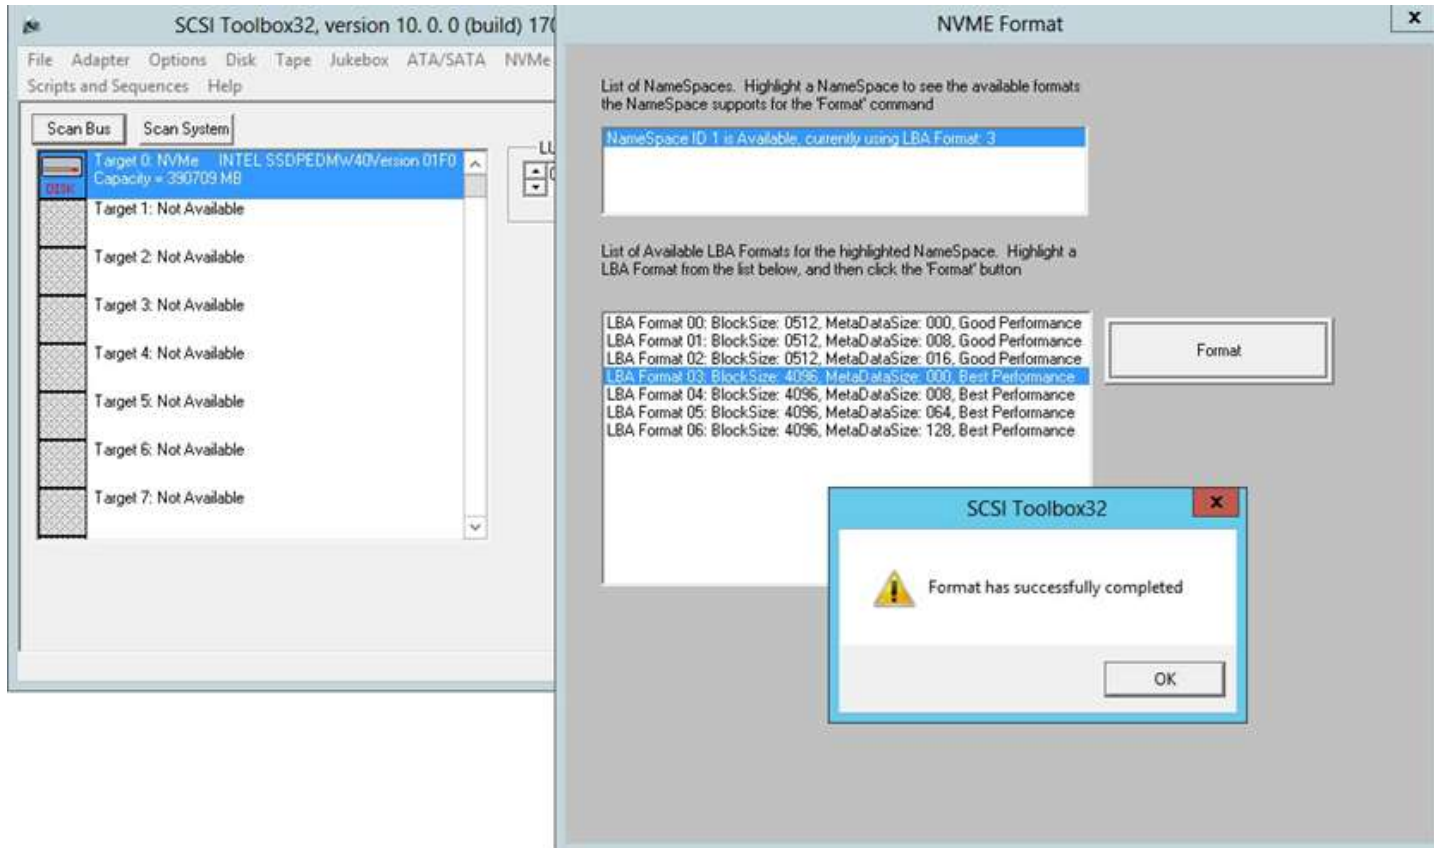 SCSI Toolbox32, version 10. 0. 0 (build) 170
File Adapter Options Disk Tape Jukebox ATA/SATA NVMe
Scripts and Sequences Help
Scan Bus Scan System
Target 0: NVMe INTEL SSDPEDMW40Version 01F0
Capacity = 390709 MB
DISK
Target 1: Not Available
Target 2: Not Available
Target 3: Not Available
Target 4: Not Available
Target 5: Not Available
Target 6: Not Available
Target 7: Not Available
LU
0
NVME Format
List of NameSpaces. Highlight a NameSpace to see the available formats
the NameSpace supports for the 'Format' command
NameSpace ID 1 is Available, currently using LBA Format: 3
List of Available LBA Formats for the highlighted NameSpace. Highlight a
LBA Format from the list below, and then click the 'Format' button
LBA Format 00: BlockSize: 0512, MetaDataSize: 000, Good Performance
LBA Format 01: BlockSize: 0512, MetaDataSize: 008, Good Performance
LBA Format 02: BlockSize: 0512, MetaDataSize: 016, Good Performance
LBA Format 03: BlockSize: 4096, MetaDataSize: 000, Best Performance
LBA Format 04: BlockSize: 4096, MetaDataSize: 008, Best Performance
LBA Format 05: BlockSize: 4096, MetaDataSize: 064, Best Performance
LBA Format 06: BlockSize: 4096, MetaDataSize: 128, Best Performance
Format
SCSI Toolbox32
Format has successfully completed
OK